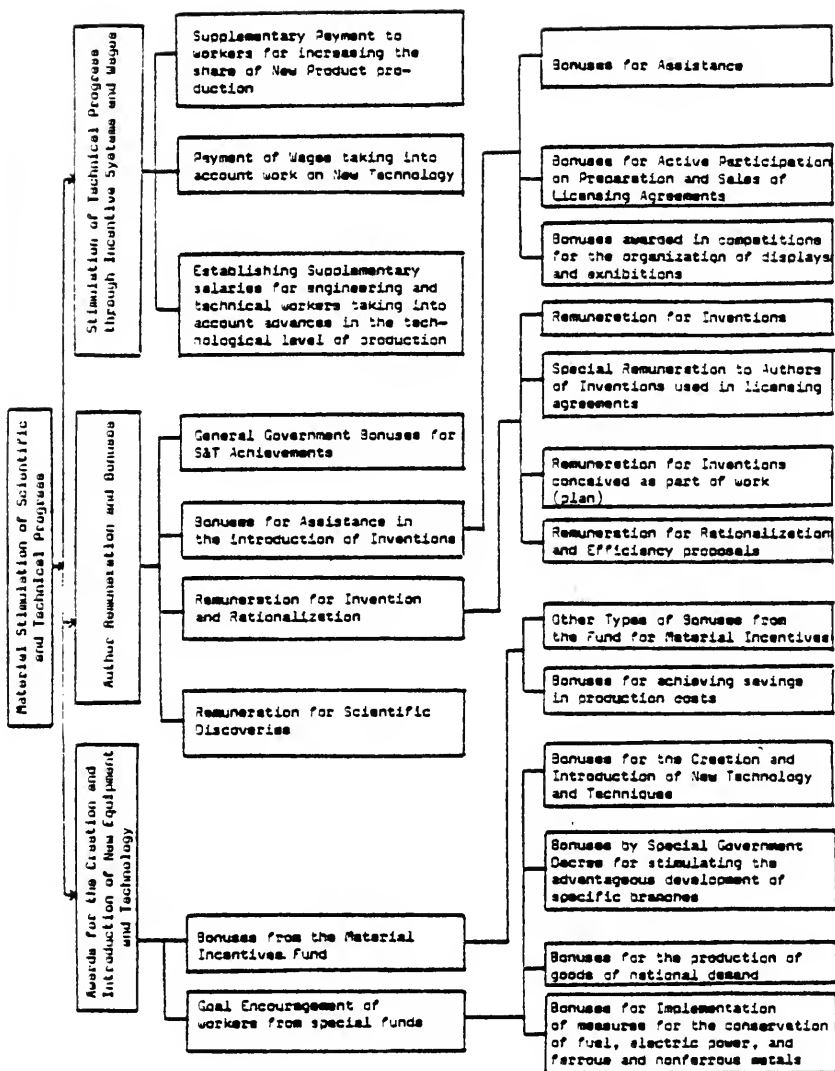 Material Stimulation of Scientific
and Technical Progress
Stimulation of Technical Progress
through Incentive Systems and Wages
Author Remuneration and Bonuses
Awards for the Creation and
Introduction of New Equipment
and Technology
Supplementary Payment to
workers for increasing the
share of New Product pro-
duction
Payment of Wages taking into
account work on New Technology
Establishing Supplementary
salaries for engineering and
technical workers taking into
account advances in the tech-
nological level of production
General Government Bonuses for
S&T Achievements
Bonuses for Assistance in
the introduction of Inventions
Remuneration for Invention
and Rationalization
Remuneration for Scientific
Discoveries
Bonuses from the Material
Incentives Fund
Goal Encouragement of
workers from special funds
Bonuses for Assistance
Bonuses for Active Participation
on Preparation and Sales of
Licensing Agreements
Bonuses awarded in competitions
for the organization of displays
and exhibitions
Remuneration for Inventions
Special Remuneration to Authors
of Inventions used in licensing
agreements
Remuneration for Inventions
conceived as part of work
(plan)
Remuneration for Rationalization
and Efficiency proposals
Other Types of Bonuses from
the Fund for Material Incentives
Bonuses for achieving savings
in production costs
Bonuses for the Creation and
Introduction of New Technology
and Techniques
Bonuses by Special Government
Decree for stimulating the
advantageous development of
specific branches
Bonuses for the production of
goods of national demand
Bonuses for Implementation
of measures for the conservation
of fuel, electric power, and
ferrous and nonferrous metals